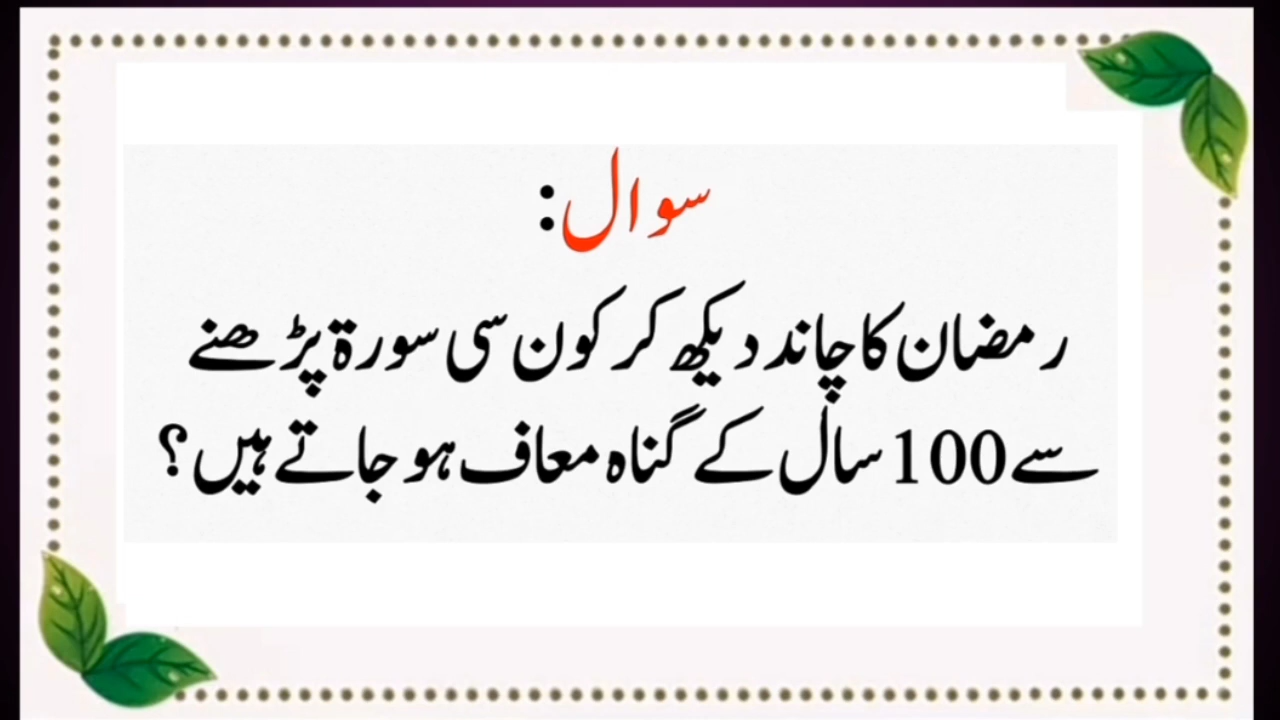 سوال:
رمضان کا چاند دیکھ کر کون سی سورۃ پڑھنے
سے 100 سال کے گناہ معاف ہو جاتے ہیں؟